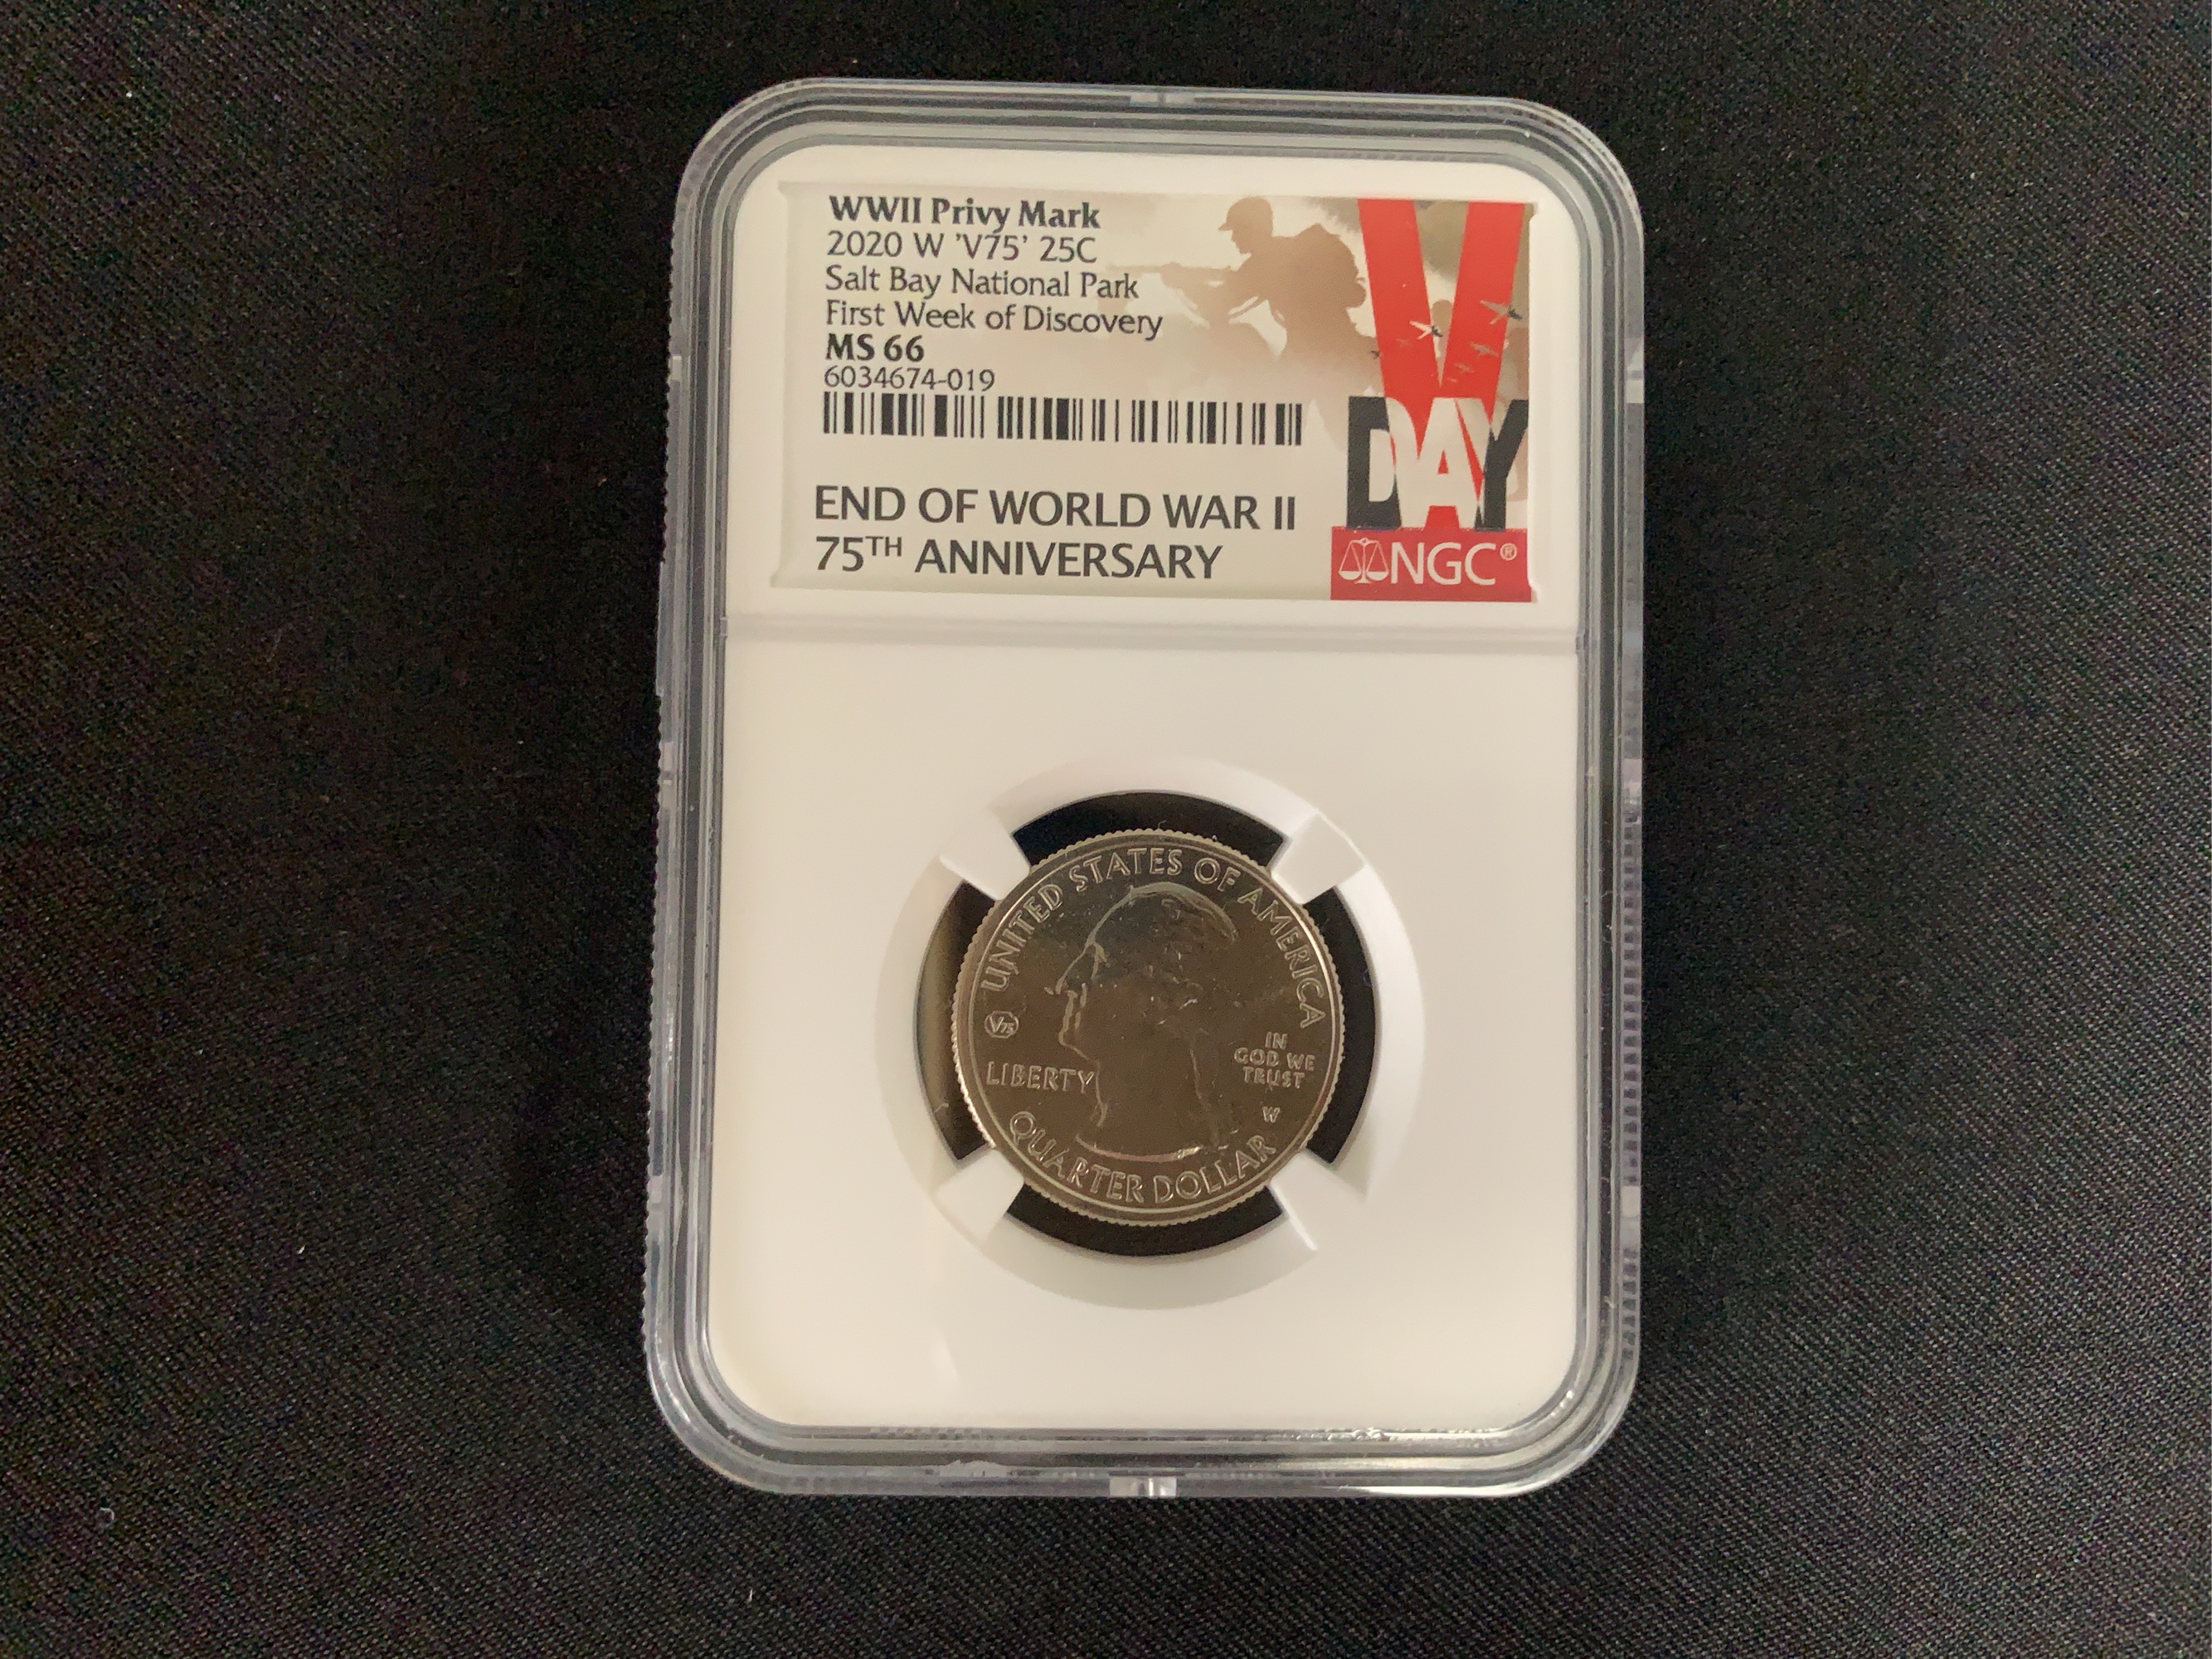 WWII Privy Mark
2020 W 'V75' 25C
Salt Bay National Park
First Week of Discovery
MS 66
6034674-019
END OF WORLD WAR II
75TH ANNIVERSARY
V
DAY
NGC®
UNITED STATES OF AMERICA
V75
LIBERTY
IN
GOD WE
TRUST
W
QUARTER DOLLAR